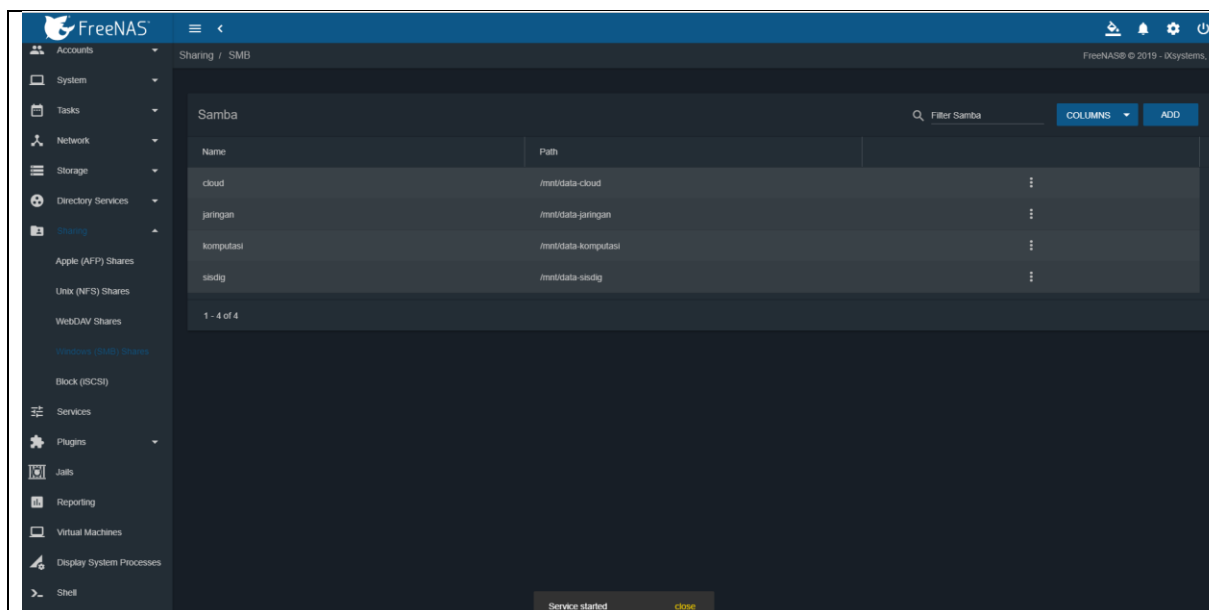 FreeNAS®
Accounts
Sharing / SMB
FreeNAS® © 2019 - iXsystems,
System
Tasks
Samba
Filter Samba
COLUMNS
ADD
Network
Name
Path
Storage
cloud
/mnt/data-cloud
Directory Services
jaringan
/mnt/data-jaringan
Sharing
komputasi
/mnt/data-komputasi
Apple (AFP) Shares
sisdig
/mnt/data-sisdig
Unix (NFS) Shares
1 - 4 of 4
WebDAV Shares
Windows (SMB) Shares
Block (iSCSI)
Services
Plugins
Jails
Reporting
Virtual Machines
Display System Processes
Shell
Service started
close